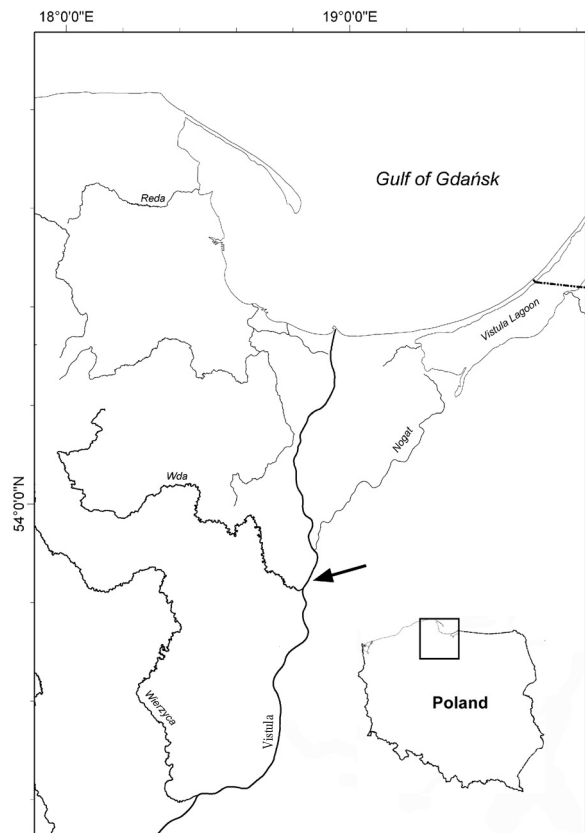 18°0'0"E
19°0'0"E
Gulf of Gdańsk
Reda
Vistula Lagoon
Nogat
Wda
54°0'0"N
Wierzyca
Vistula
Poland